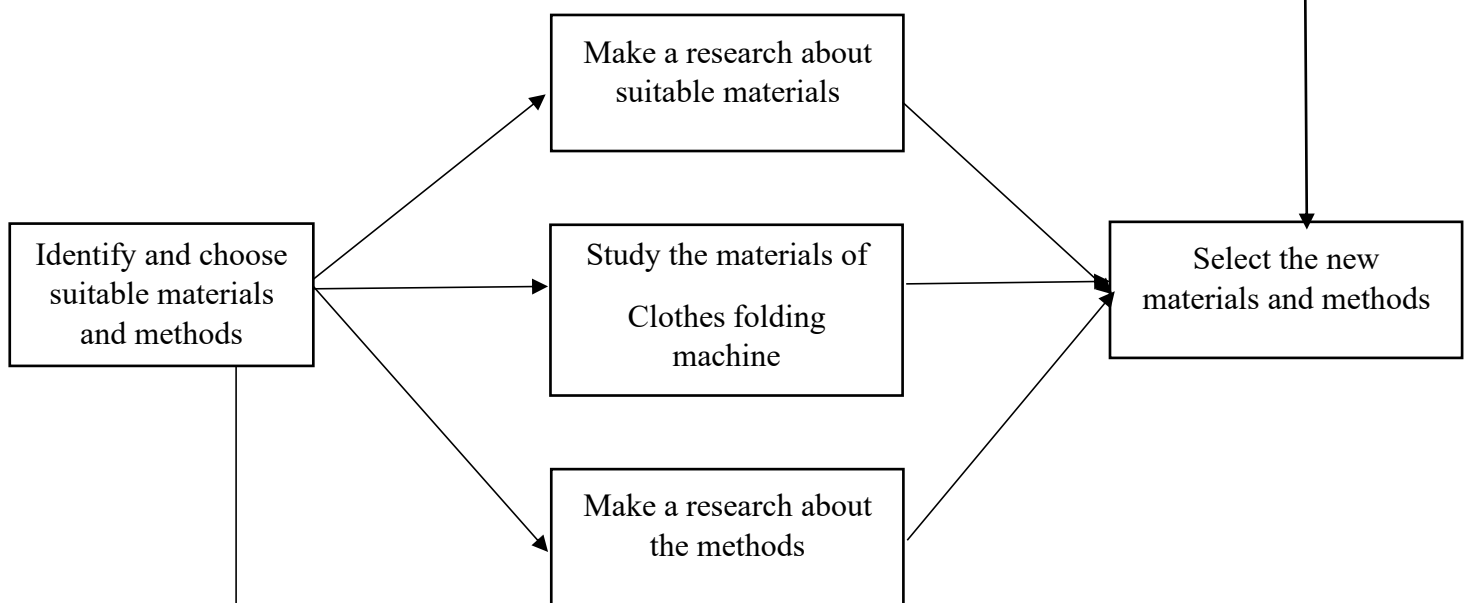 Make a research about
suitable materials
Identify and choose
suitable materials
and methods
Study the materials of
Clothes folding
machine
Select the new
materials and methods
Make a research about
the methods